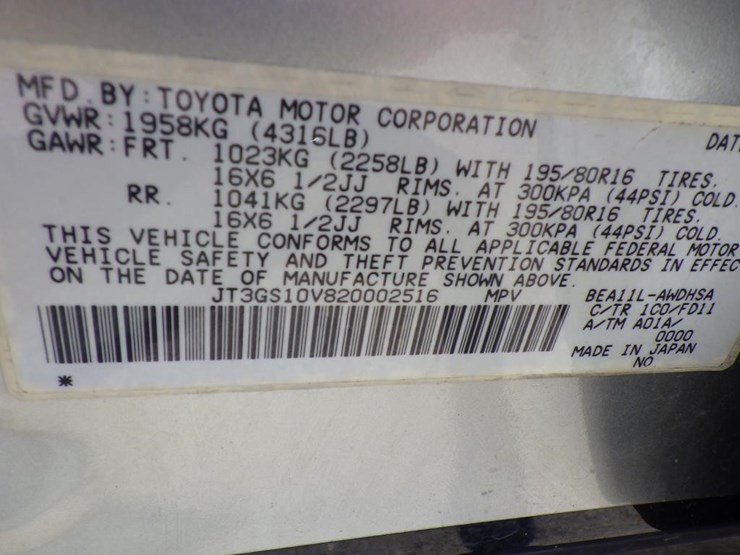 MFD. BY: TOYOTA MOTOR CORPORATION DAT
GVWR: 1958KG (4316LB)
GAWR: FRT. 1023KG (2258LB) WITH 195/80R16 TIRES.
16X6 1/2JJ RIMS. AT 300KPA (44PSI) COLD.
RR. 1041KG (2297LB) WITH 195/80R16 TIRES.
16X6 1/2JJ RIMS. AT 300KPA (44PSI) COLD.
THIS VEHICLE CONFORMS TO ALL APPLICABLE FEDERAL MOTOR
VEHICLE SAFETY AND THEFT PREVENTION STANDARDS IN EFFEC
ON THE DATE OF MANUFACTURE SHOWN ABOVE.
JT3GS10V820002516 MPV BEA11L-AWDHSA
C/TR 1C0/FD11
A/TM A01A/
0000
MADE IN JAPAN
NO
*